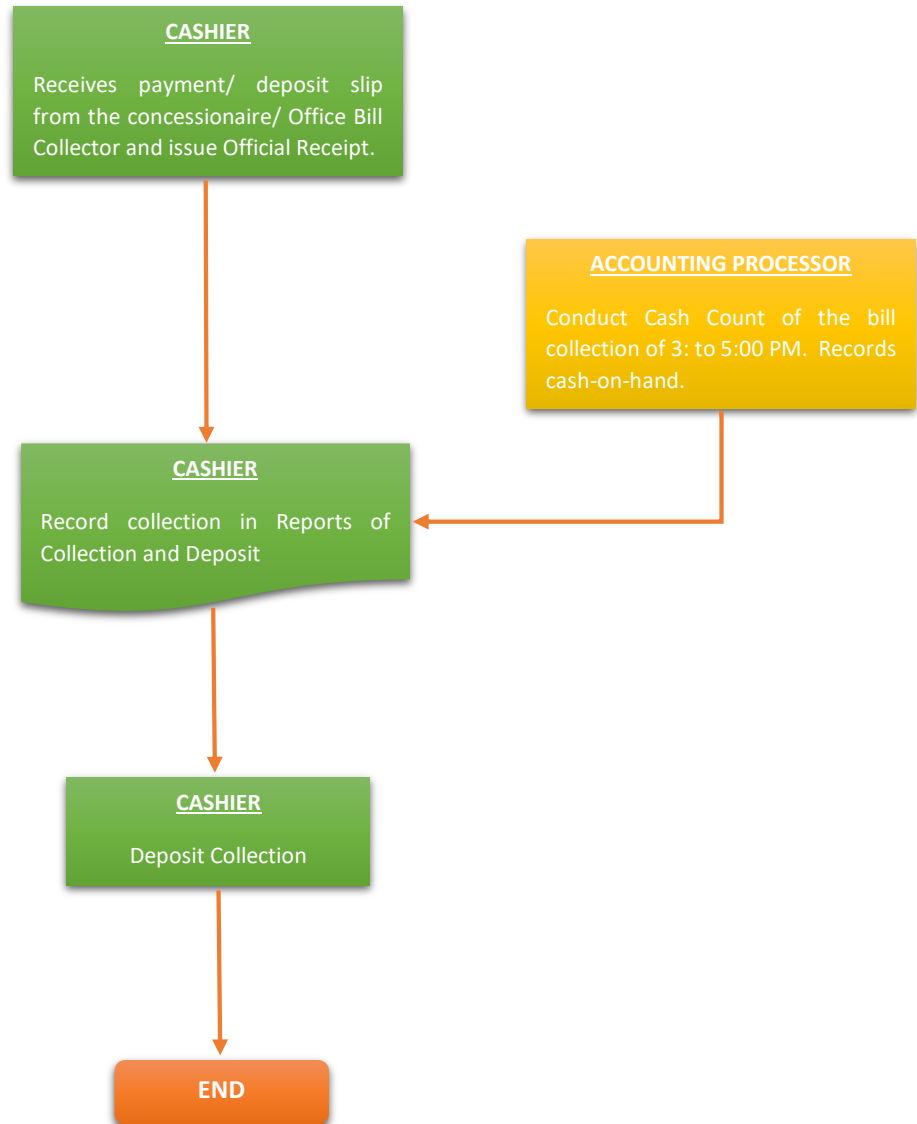 CASHIER
Receives payment/ deposit slip
from the concessionaire/ Office Bill
Collector and issue Official Receipt.
ACCOUNTING PROCESSOR
Conduct Cash Count of the bill
collection of 3: to 5:00 PM. Records
cash-on-hand.
CASHIER
Record collection in Reports of
Collection and Deposit
CASHIER
Deposit Collection
END